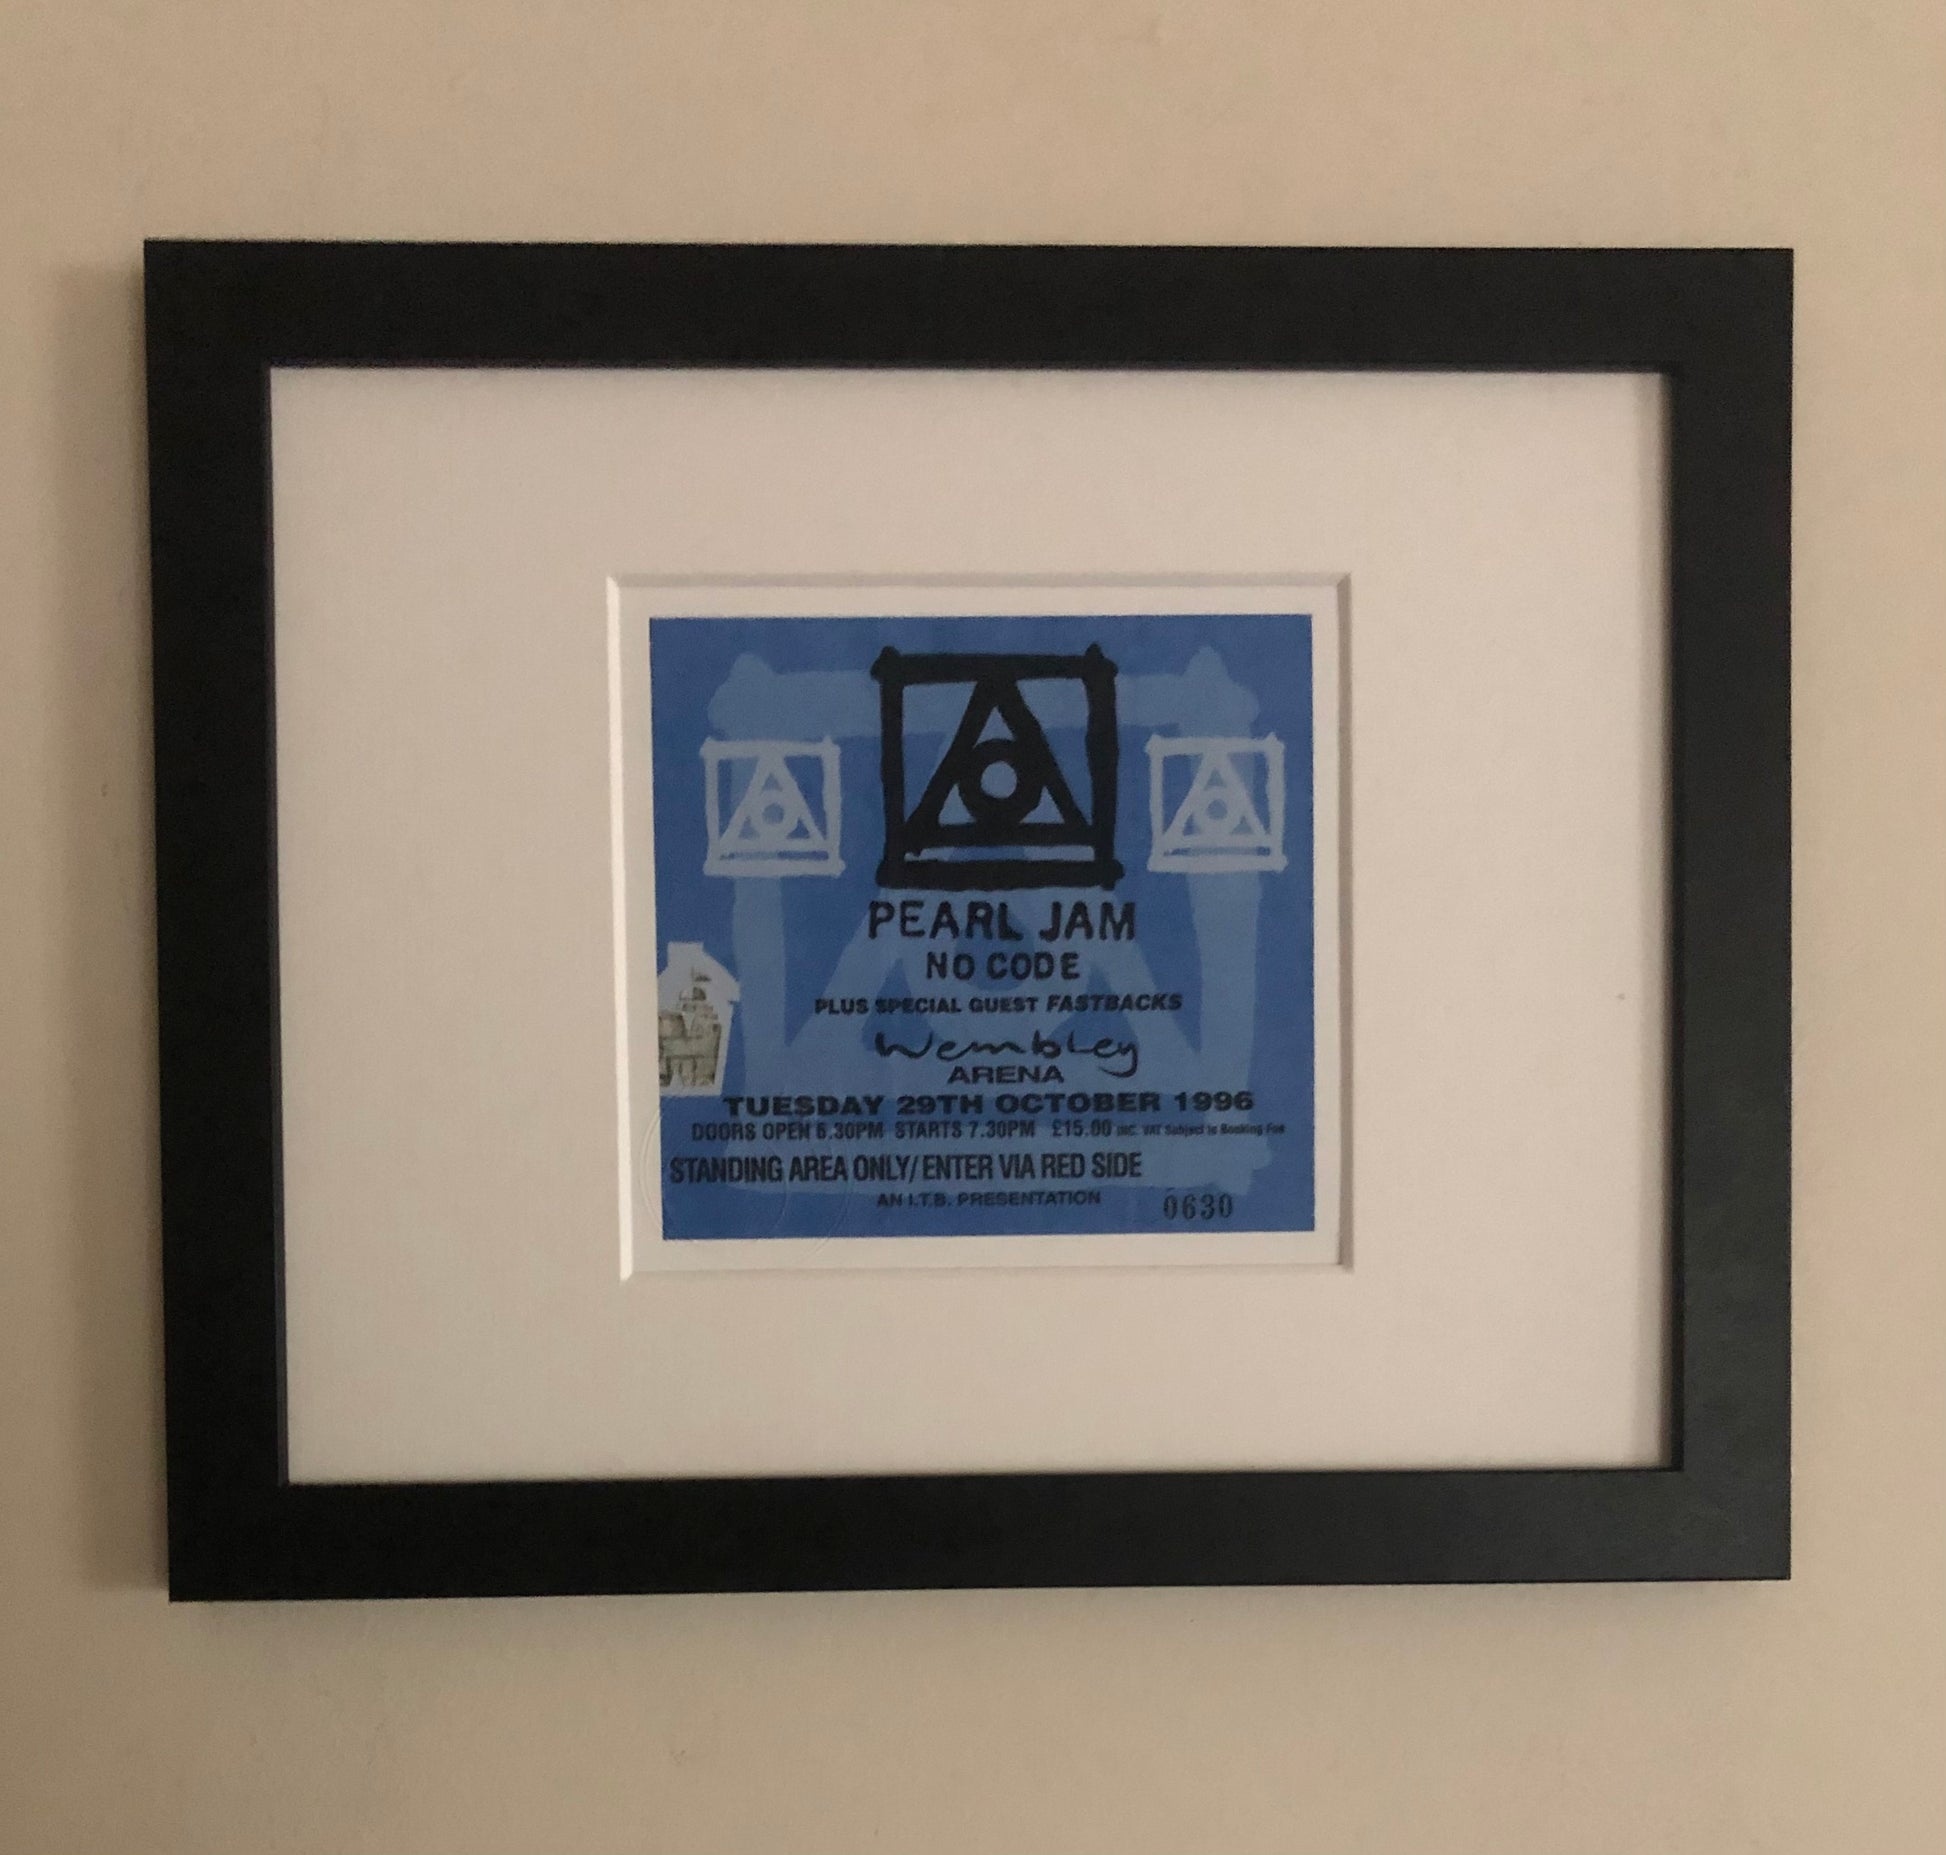 PEARL JAM
NO CODE
PLUS SPECIAL GUEST FASTBACKS
Wembley
ARENA
TUESDAY 29TH OCTOBER 1996
DOORS OPEN 6.30PM STARTS 7.30PM £15.00 INC. VAT Subject to Booking Fee
STANDING AREA ONLY/ENTER VIA RED SIDE
AN I.T.B. PRESENTATION
0630